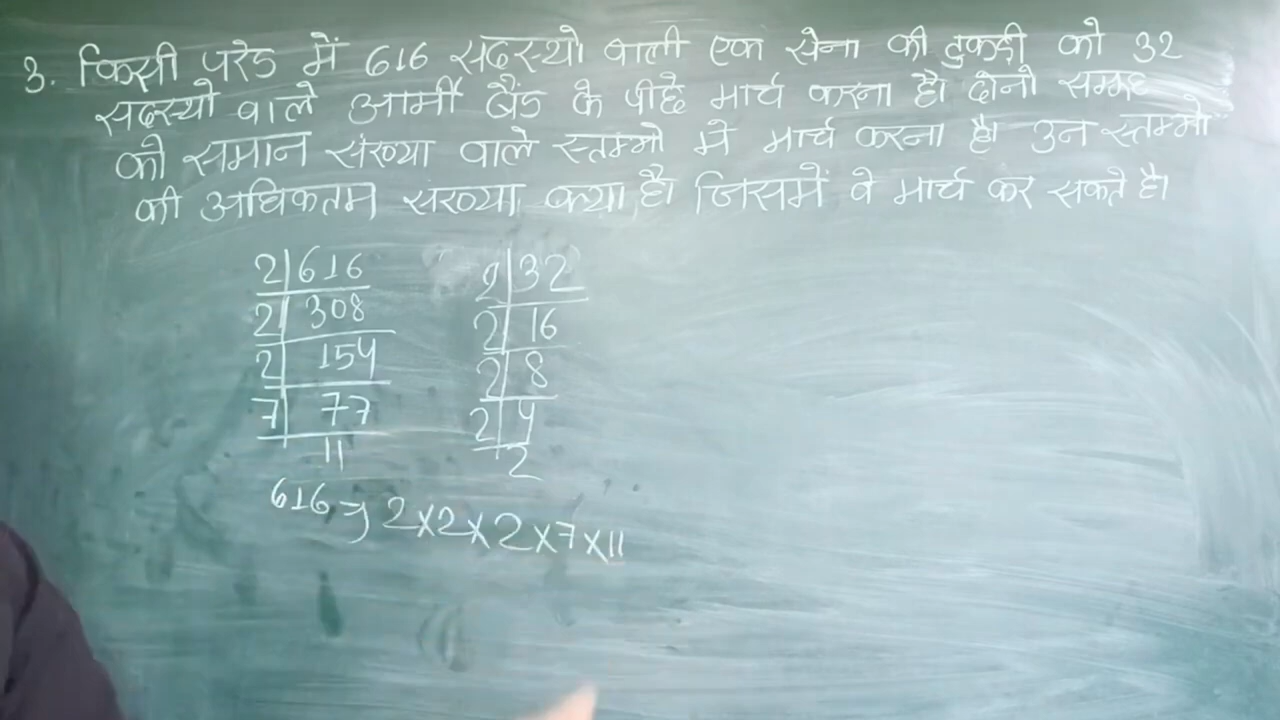 3. किसी परेड में 616 सदस्यो वाली एक सेना की टुकड़ी को 32
सदस्यो वाले आर्मी बैंड के पीछे मार्च करना है। दोनो समूह
को समान संख्या वाले स्तम्भो मे मार्च करना है। उन स्तम्भो
की अधिकतम संख्या क्या है। जिसमें वे मार्च कर सकते है।
2|616 2|32
2|308 2|16
2|154 2|8
7|77 2|4
11 2
616 ⇒ 2×2×2×7×11